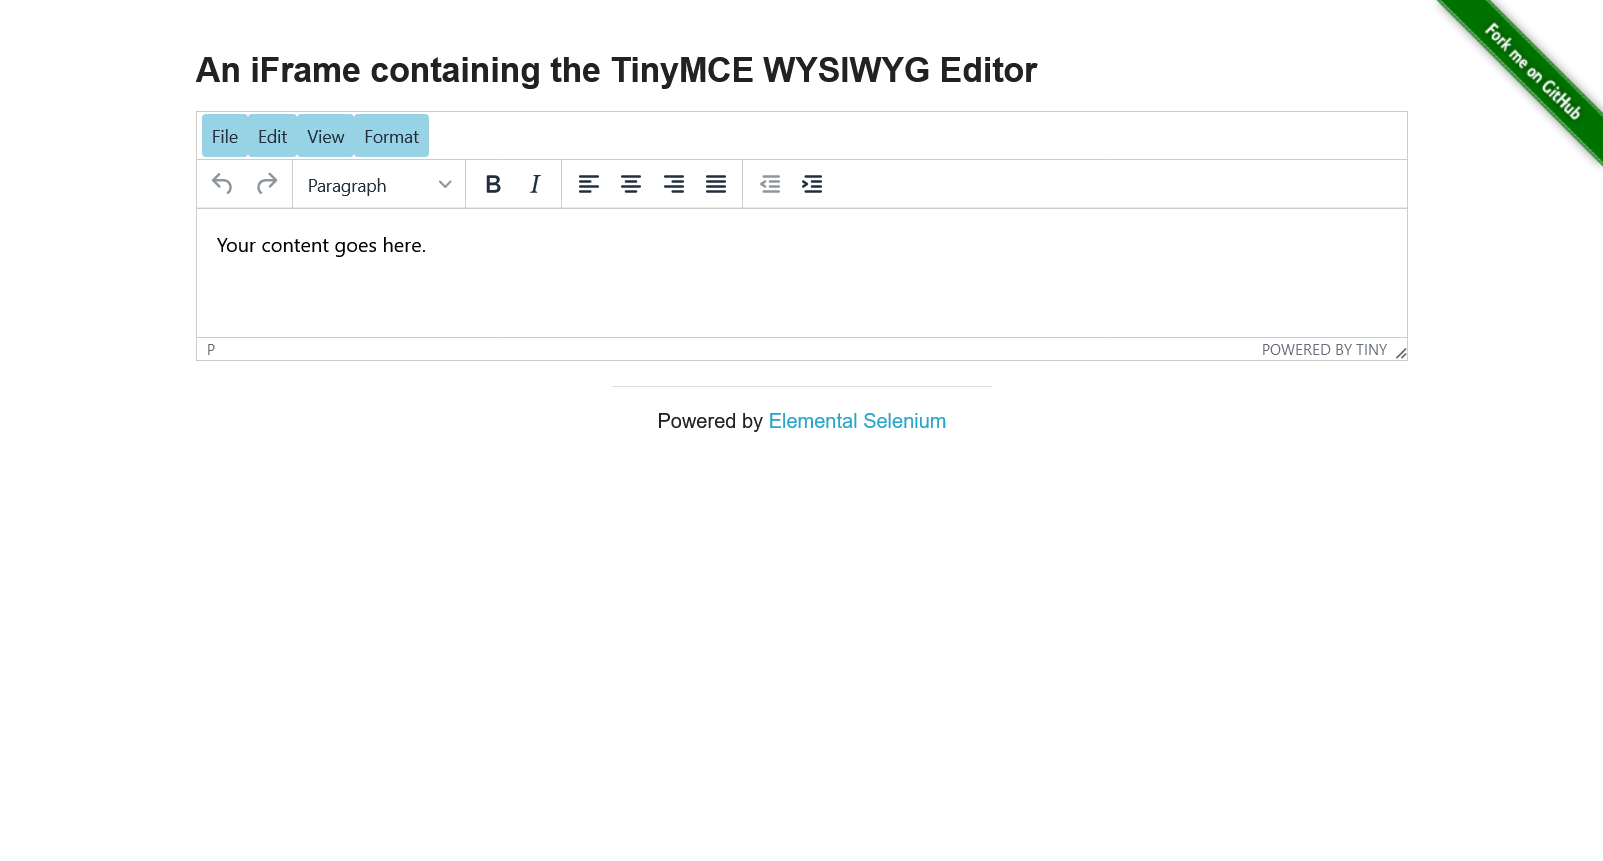 Fork me on GitHub
An iFrame containing the TinyMCE WYSIWYG Editor
File Edit View Format
Paragraph B I
Your content goes here.
P POWERED BY TINY
Powered by Elemental Selenium